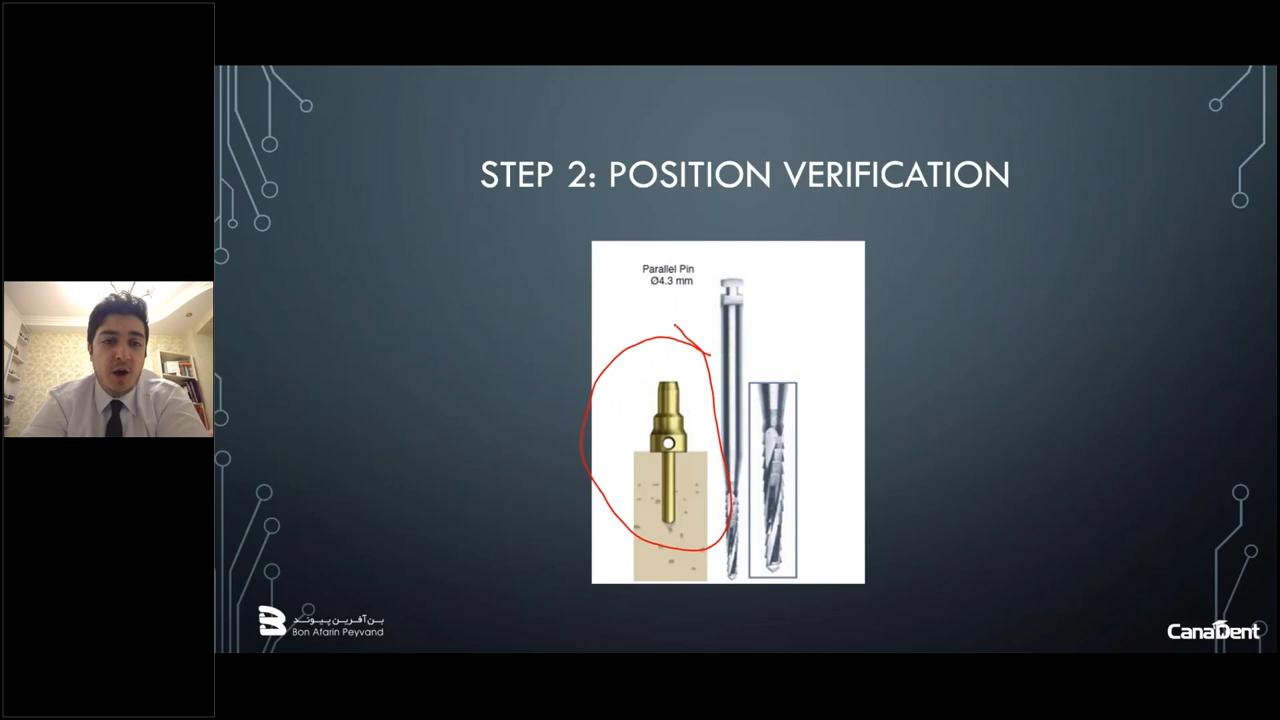 STEP 2: POSITION VERIFICATION
Parallel Pin
Ø4.3 mm
بن‌آفرین پیوند
Bon Afarin Peyvand
CanaDent